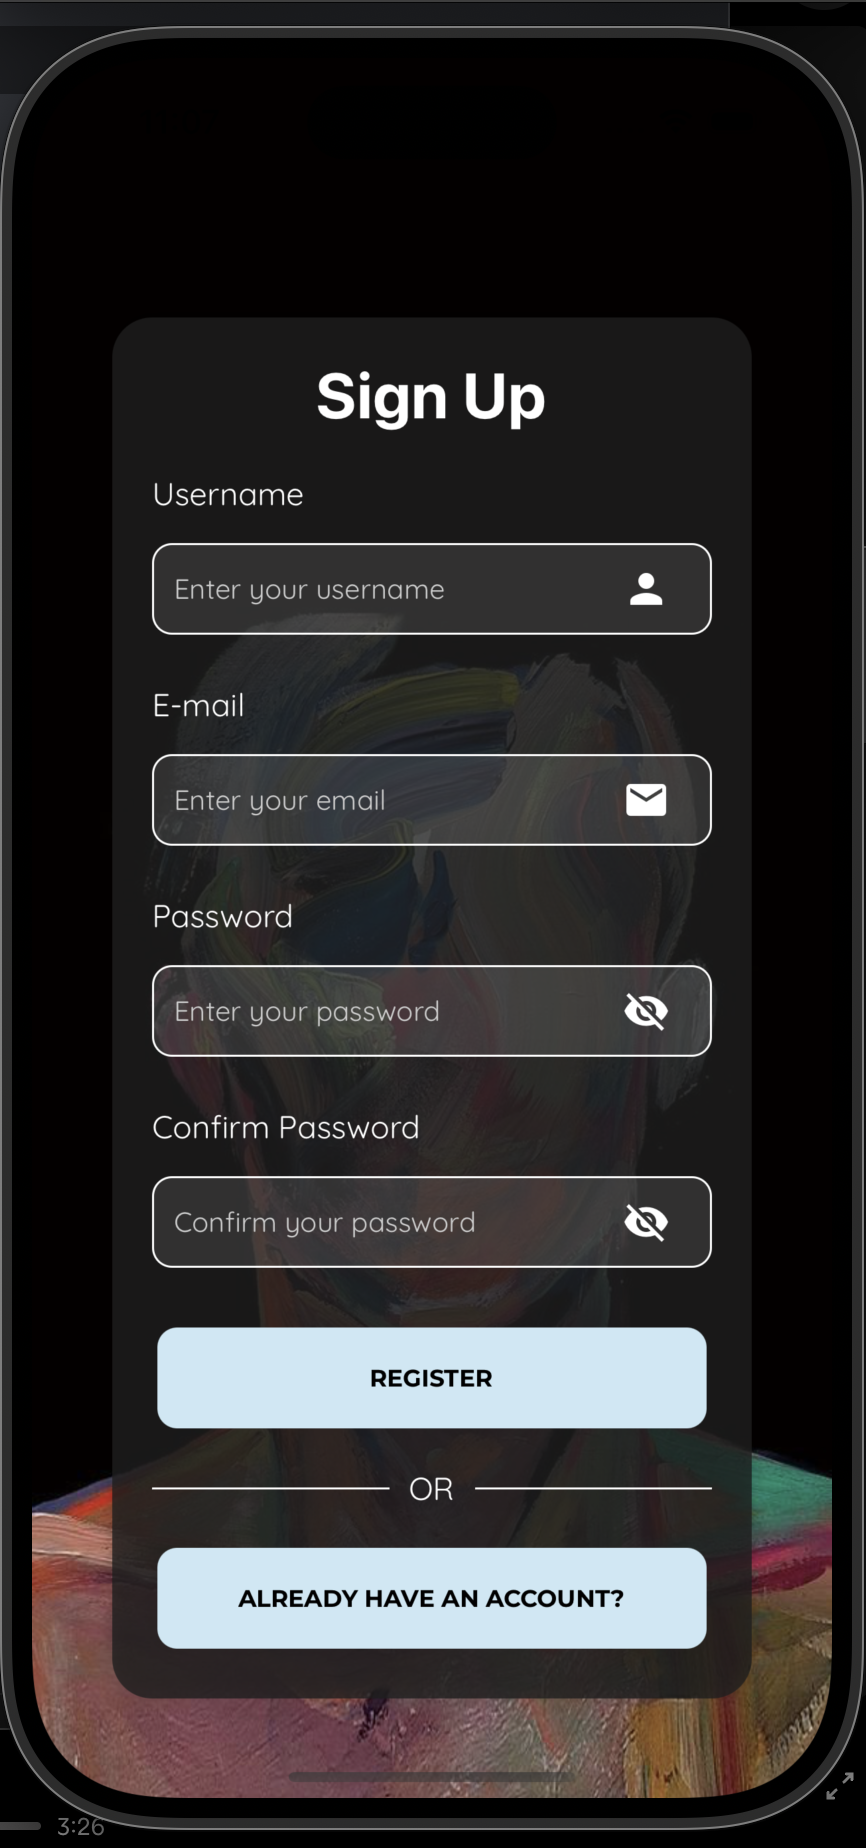 Sign Up
Username
Enter your username
E-mail
Enter your email
Password
Enter your password
Confirm Password
Confirm your password
REGISTER
OR
ALREADY HAVE AN ACCOUNT?
3:26